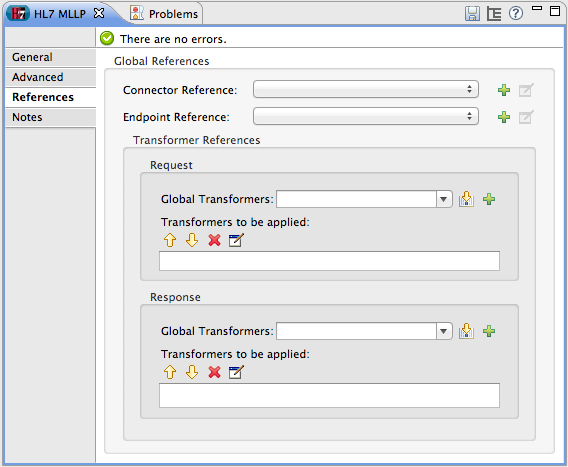 HL7 HL7 MLLP Problems
There are no errors.
General
Advanced
References
Notes
Global References
Connector Reference:
Endpoint Reference:
Transformer References
Request
Global Transformers:
Transformers to be applied:
Response
Global Transformers:
Transformers to be applied: